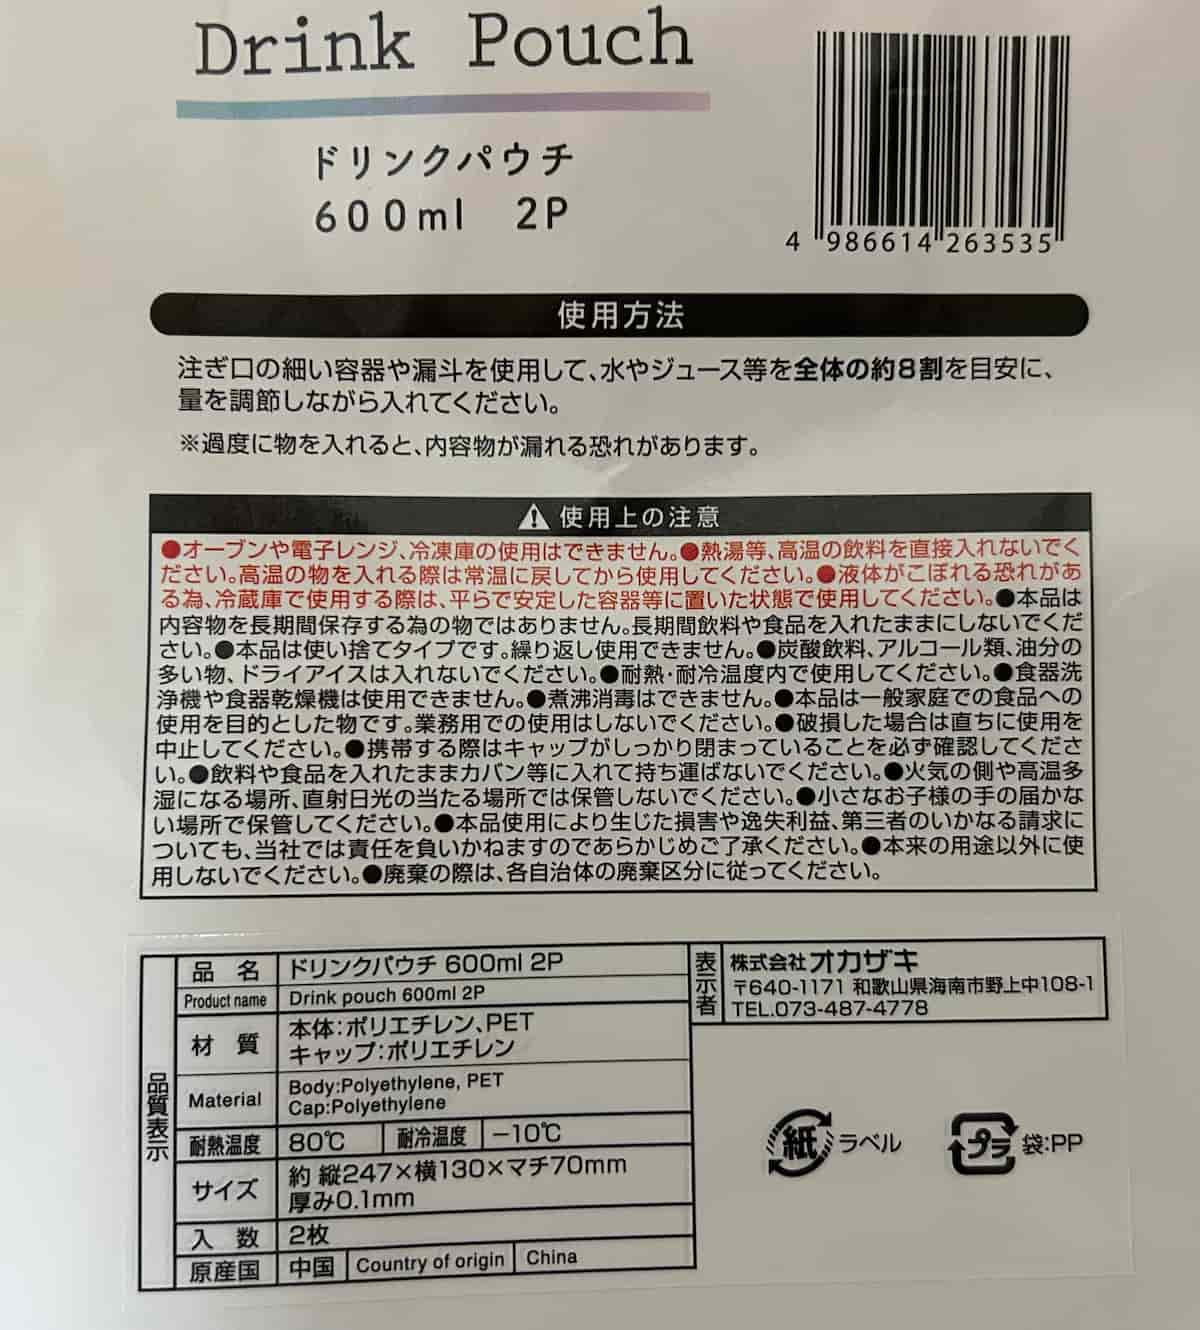 Drink Pouch
ドリンクパウチ
600ml 2P
4 986614 263535
使用方法
注ぎ口の細い容器や漏斗を使用して、水やジュース等を全体の約8割を目安に、
量を調節しながら入れてください。
※過度に物を入れると、内容物が漏れる恐れがあります。
⚠使用上の注意
●オーブンや電子レンジ、冷凍庫の使用はできません。●熱湯等、高温の飲料を直接入れないでく
ださい。高温の物を入れる際は常温に戻してから使用してください。●液体がこぼれる恐れがあ
る為、冷蔵庫で使用する際は、平らで安定した容器等に置いた状態で使用してください。●本品は
内容物を長期間保存する為の物ではありません。長期間飲料や食品を入れたままにしないでくだ
さい。●本品は使い捨てタイプです。繰り返し使用できません。●炭酸飲料、アルコール類、油分の
多い物、ドライアイスは入れないでください。●耐熱・耐冷温度内で使用してください。●食器洗
浄機や食器乾燥機は使用できません。●煮沸消毒はできません。●本品は一般家庭での食品への
使用を目的とした物です。業務用での使用はしないでください。●破損した場合は直ちに使用を
中止してください。●携帯する際はキャップがしっかり閉まっていることを必ず確認してくださ
い。●飲料や食品を入れたままカバン等に入れて持ち運ばないでください。●火気の側や高温多
湿になる場所、直射日光の当たる場所では保管しないでください。●小さなお子様の手の届かな
い場所で保管してください。●本品使用により生じた損害や逸失利益、第三者のいかなる請求に
ついても、当社では責任を負いかねますのであらかじめご了承ください。●本来の用途以外に使
用しないでください。●廃棄の際は、各自治体の廃棄区分に従ってください。
品質表示
品名 ドリンクパウチ 600ml 2P
Product name Drink pouch 600ml 2P
材質 本体:ポリエチレン、PET
キャップ:ポリエチレン
Material Body:Polyethylene, PET
Cap:Polyethylene
耐熱温度 80℃ 耐冷温度 −10℃
サイズ 約 縦247×横130×マチ70mm
厚み0.1mm
入数 2枚
原産国 中国 Country of origin China
表示者
株式会社オカザキ
〒640-1171 和歌山県海南市野上中108-1
TEL.073-487-4778
紙 ラベル
プラ 袋:PP